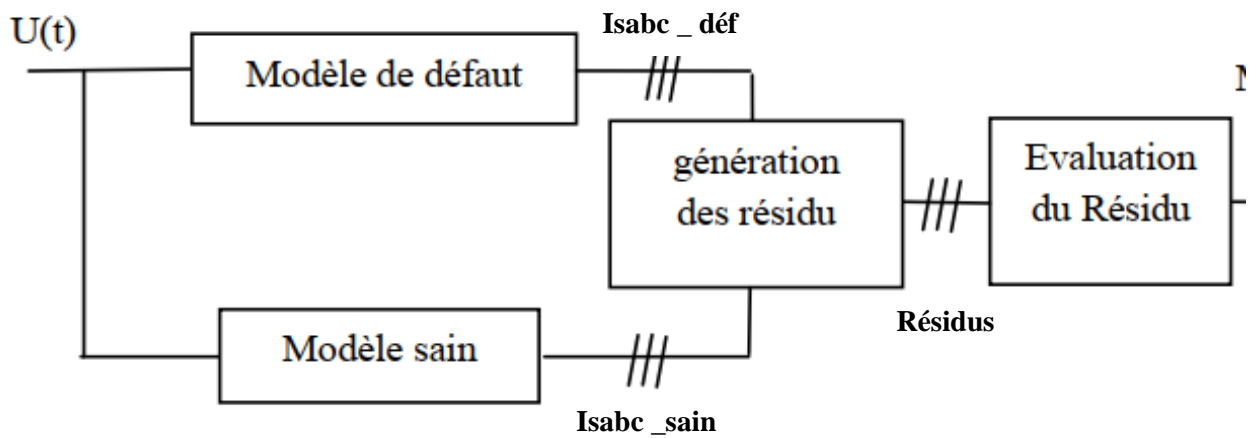 U(t)
Isabc _ déf
Modèle de défaut
génération
des résidu
Evaluation
du Résidu
Résidus
Modèle sain
Isabc _sain